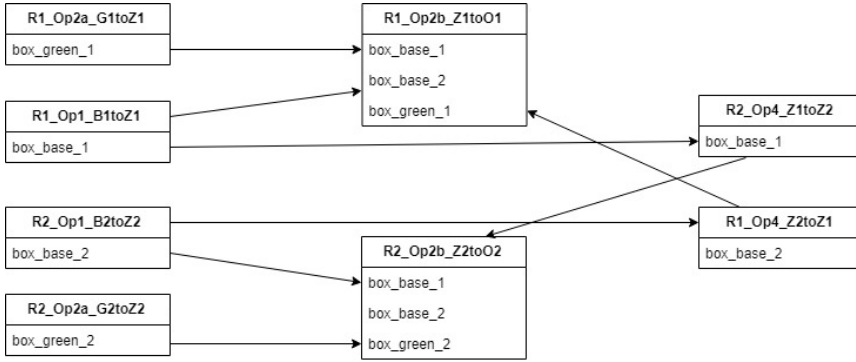 R1_Op2a_G1toZ1
box_green_1
R1_Op2b_Z1toO1
box_base_1
box_base_2
box_green_1
R1_Op1_B1toZ1
box_base_1
R2_Op4_Z1toZ2
box_base_1
R2_Op1_B2toZ2
box_base_2
R1_Op4_Z2toZ1
box_base_2
R2_Op2b_Z2toO2
box_base_1
box_base_2
box_green_2
R2_Op2a_G2toZ2
box_green_2